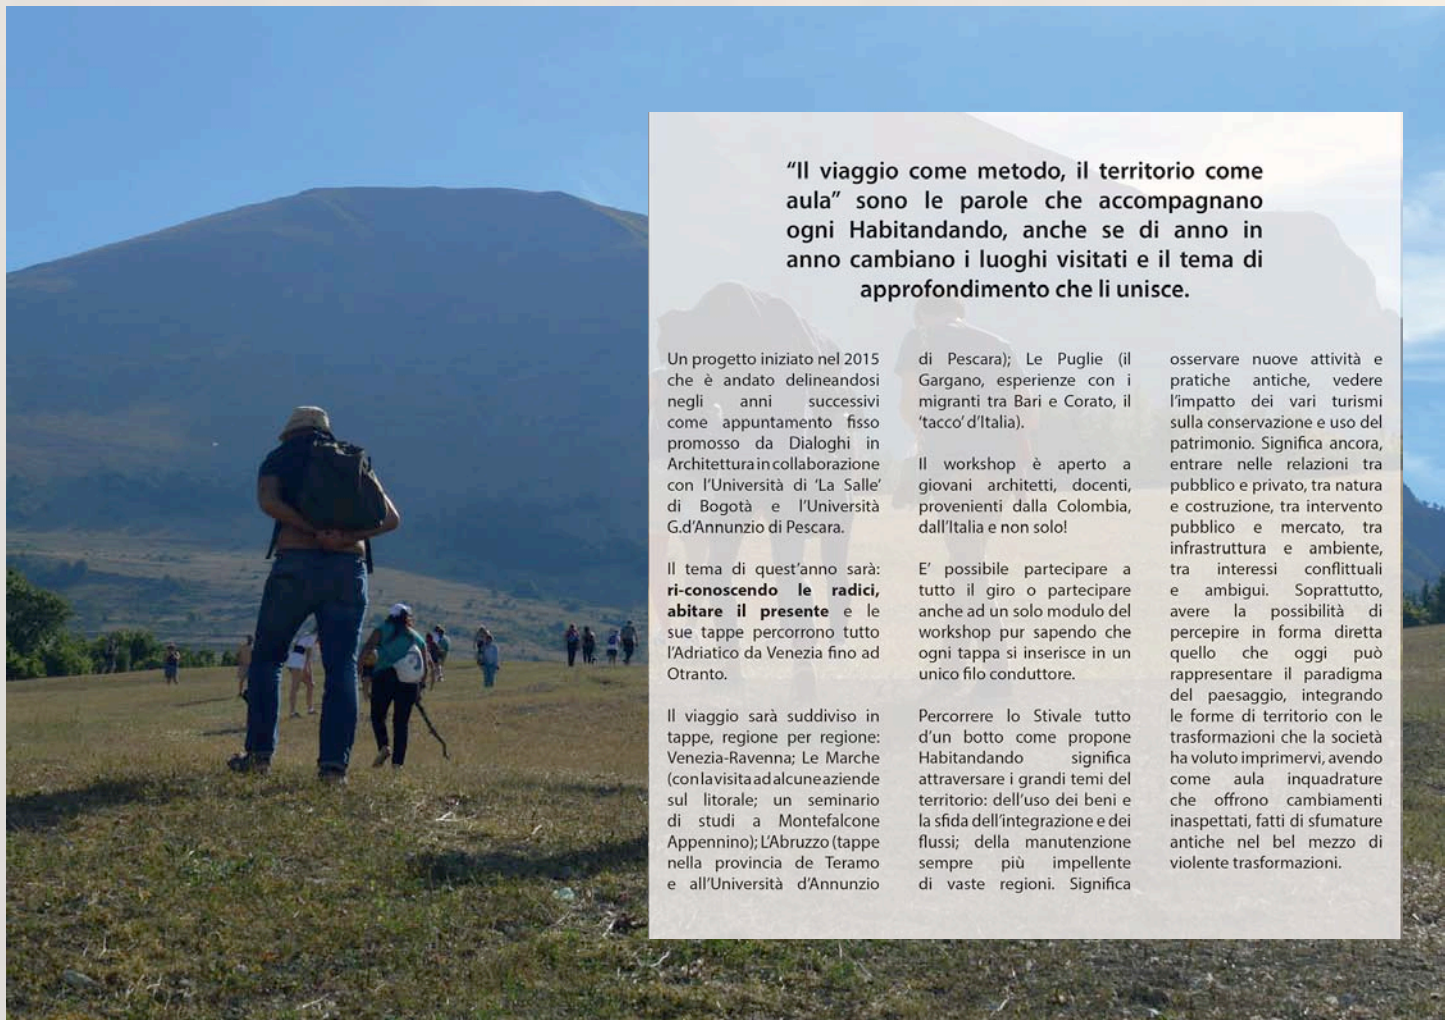 “Il viaggio come metodo, il territorio come
aula” sono le parole che accompagnano
ogni Habitandando, anche se di anno in
anno cambiano i luoghi visitati e il tema di
approfondimento che li unisce.
Un progetto iniziato nel 2015
che è andato delineandosi
negli anni successivi
come appuntamento fisso
promosso da Dialoghi in
Architettura in collaborazione
con l’Università di ‘La Salle’
di Bogotà e l’Università
G.d’Annunzio di Pescara.
Il tema di quest’anno sarà:
ri-conoscendo le radici,
abitare il presente e le
sue tappe percorrono tutto
l’Adriatico da Venezia fino ad
Otranto.
Il viaggio sarà suddiviso in
tappe, regione per regione:
Venezia-Ravenna; Le Marche
(con la visita ad alcune aziende
sul litorale; un seminario
di studi a Montefalcone
Appennino); L’Abruzzo (tappe
nella provincia de Teramo
e all’Università d’Annunzio
di Pescara); Le Puglie (il
Gargano, esperienze con i
migranti tra Bari e Corato, il
‘tacco’ d’Italia).
Il workshop è aperto a
giovani architetti, docenti,
provenienti dalla Colombia,
dall’Italia e non solo!
E’ possibile partecipare a
tutto il giro o partecipare
anche ad un solo modulo del
workshop pur sapendo che
ogni tappa si inserisce in un
unico filo conduttore.
Percorrere lo Stivale tutto
d’un botto come propone
Habitandando significa
attraversare i grandi temi del
territorio: dell’uso dei beni e
la sfida dell’integrazione e dei
flussi; della manutenzione
sempre più impellente
di vaste regioni. Significa
osservare nuove attività e
pratiche antiche, vedere
l’impatto dei vari turismi
sulla conservazione e uso del
patrimonio. Significa ancora,
entrare nelle relazioni tra
pubblico e privato, tra natura
e costruzione, tra intervento
pubblico e mercato, tra
infrastruttura e ambiente,
tra interessi conflittuali
e ambigui. Soprattutto,
avere la possibilità di
percepire in forma diretta
quello che oggi può
rappresentare il paradigma
del paesaggio, integrando
le forme di territorio con le
trasformazioni che la società
ha voluto imprimervi, avendo
come aula inquadrature
che offrono cambiamenti
inaspettati, fatti di sfumature
antiche nel bel mezzo di
violente trasformazioni.